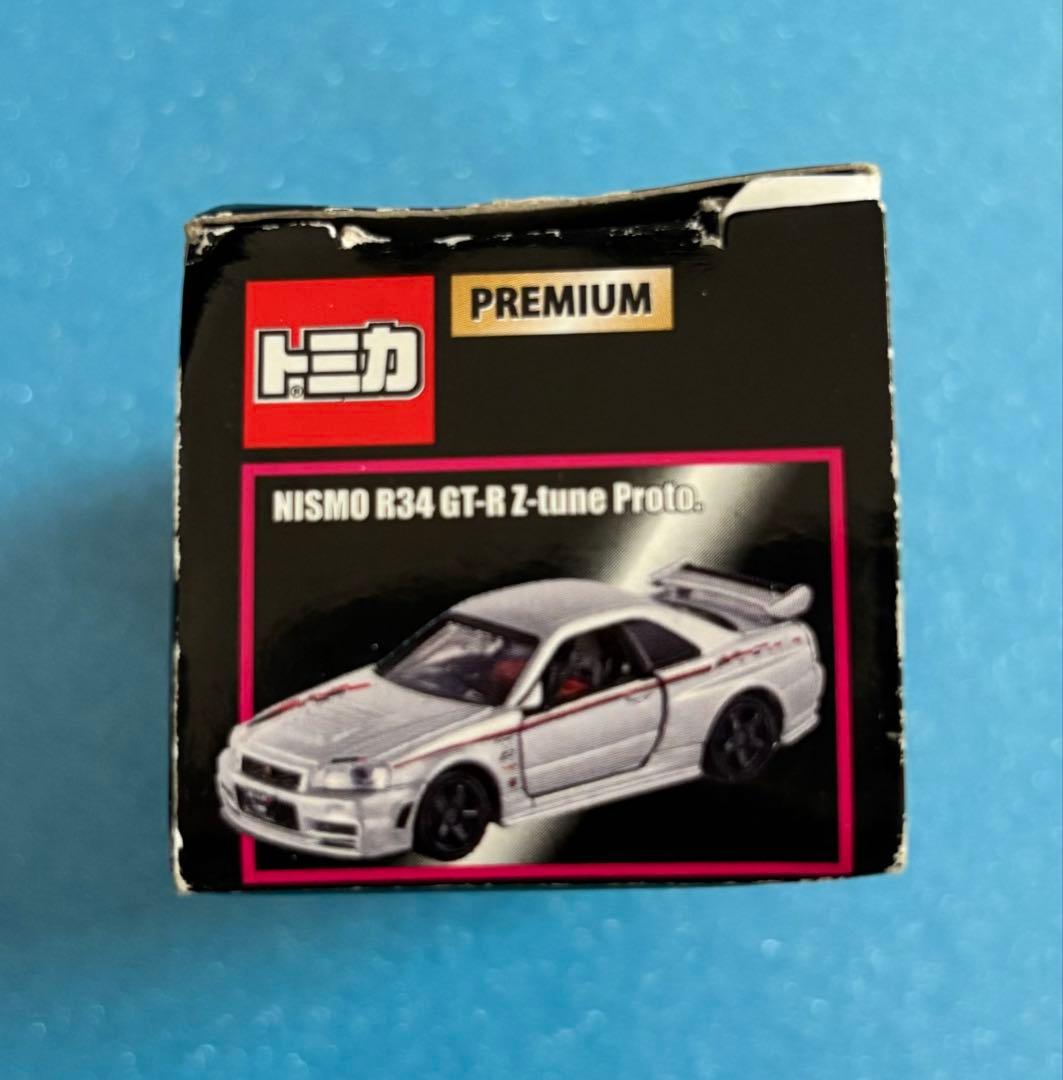 トミカ®
PREMIUM
NISMO R34 GT-R Z-tune Proto.